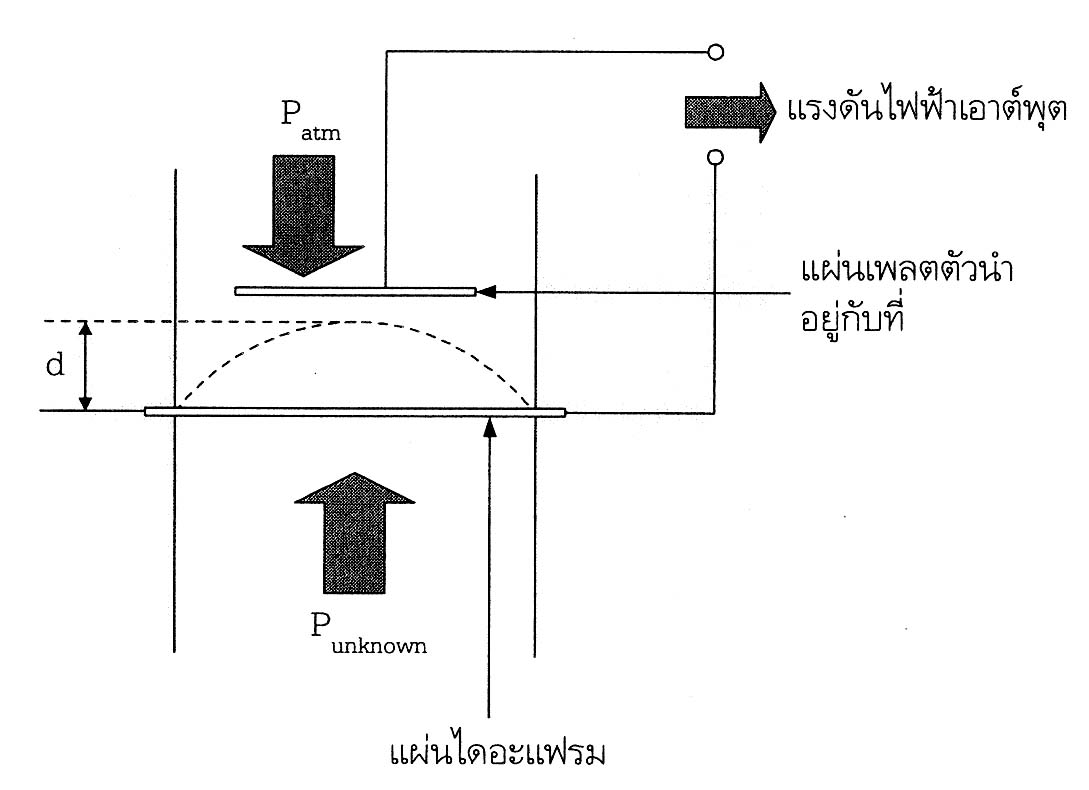 P atm
แรงดันไฟฟ้าเอาต์พุต
แผ่นเพลตตัวนำ
อยู่กับที่
d
P unknown
แผ่นไดอะแฟรม